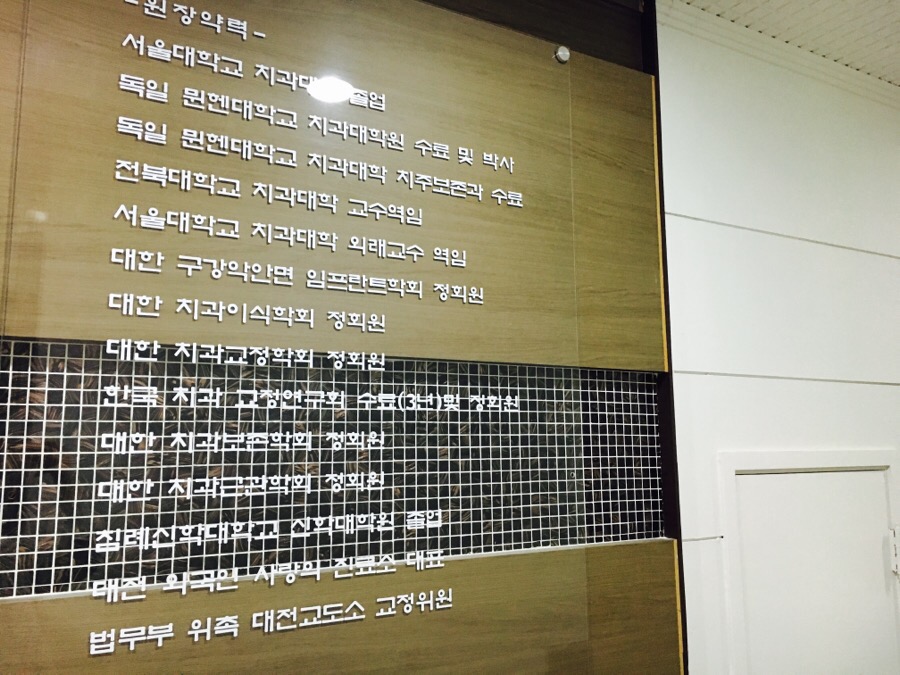 원장약력-
서울대학교 치과대 졸업
독일 뮌헨대학교 치과대학원 수료 및 박사
독일 뮌헨대학교 치과대학 치주보존과 수료
전북대학교 치과대학 교수역임
서울대학교 치과대학 외래교수 역임
대한 구강악안면 임프란트학회 정회원
대한 치과이식학회 정회원
대한 치과교정학회 정회원
한국 치과 교정연구회 수료(3년)및 정회원
대한 치과보존학회 정회원
대한 치과근관학회 정회원
침례신학대학교 신학대학원 졸업
대전 외국인 사랑의 진료소 대표
법무부 위촉 대전교도소 교정위원